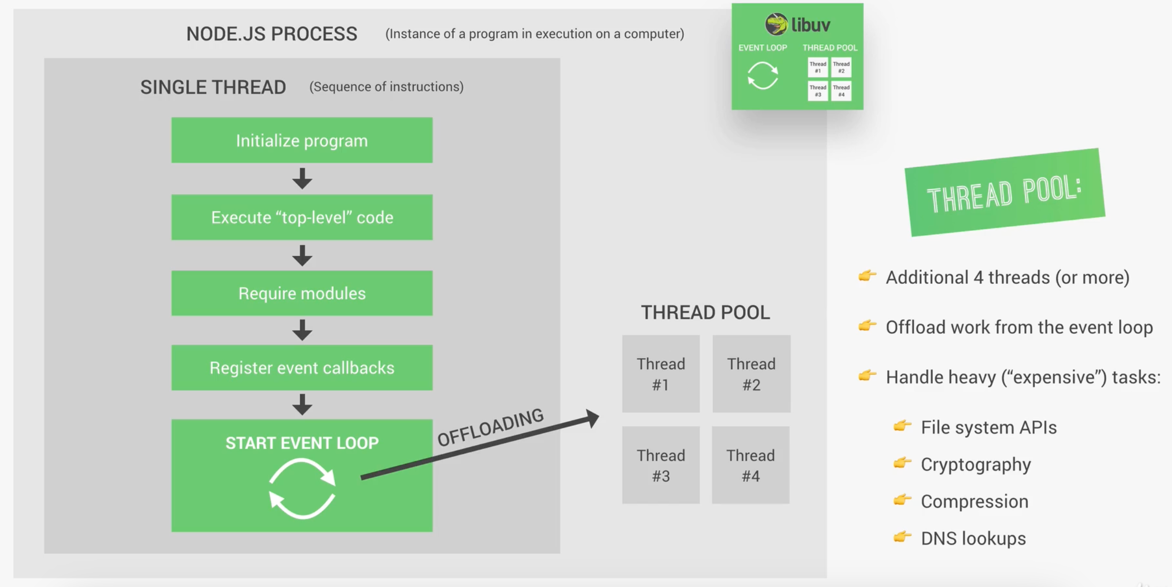 NODE.JS PROCESS (Instance of a program in execution on a computer)
libuv
EVENT LOOP THREAD POOL
Thread #1
Thread #2
Thread #3
Thread #4
SINGLE THREAD (Sequence of instructions)
Initialize program
Execute “top-level” code
Require modules
Register event callbacks
START EVENT LOOP
OFFLOADING
THREAD POOL
Thread
#1
Thread
#2
Thread
#3
Thread
#4
THREAD POOL:
Additional 4 threads (or more)
Offload work from the event loop
Handle heavy (“expensive”) tasks:
File system APIs
Cryptography
Compression
DNS lookups